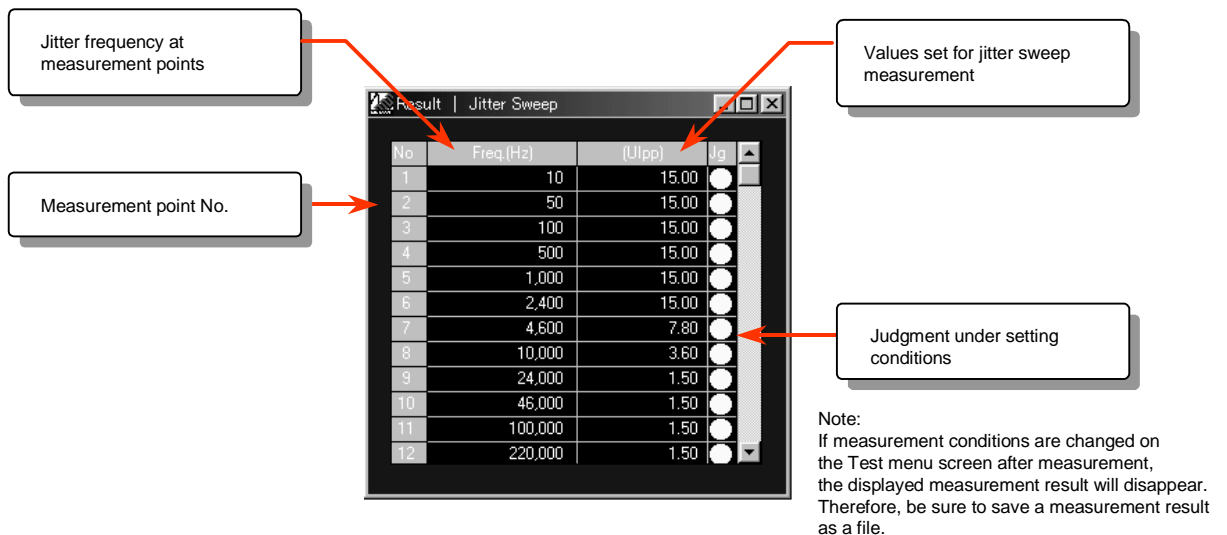 Jitter frequency at
measurement points
Values set for jitter sweep
measurement
Result | Jitter Sweep
No Freq.(Hz) (UIpp) Jg
1 10 15.00
2 50 15.00
3 100 15.00
4 500 15.00
5 1,000 15.00
6 2,400 15.00
7 4,600 7.80
8 10,000 3.60
9 24,000 1.50
10 46,000 1.50
11 100,000 1.50
12 220,000 1.50
Measurement point No.
Judgment under setting
conditions
Note:
If measurement conditions are changed on
the Test menu screen after measurement,
the displayed measurement result will disappear.
Therefore, be sure to save a measurement result
as a file.